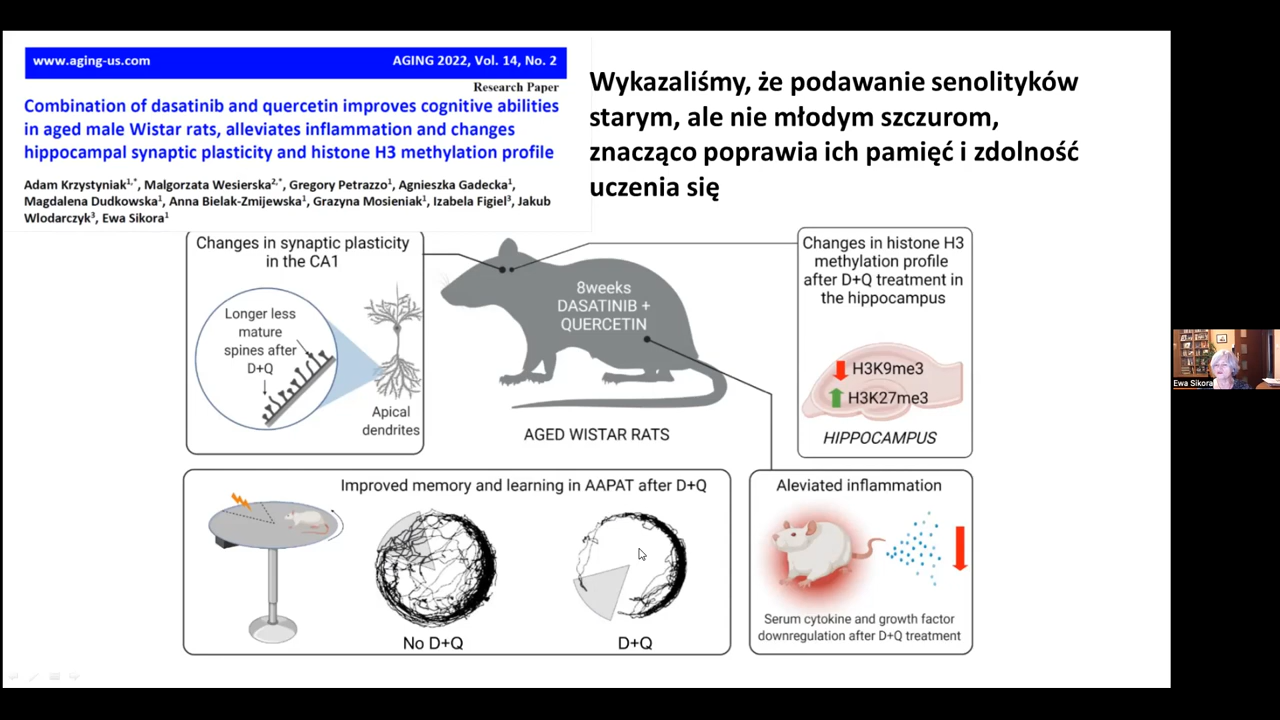 www.aging-us.com
AGING 2022, Vol. 14, No. 2
Research Paper
Combination of dasatinib and quercetin improves cognitive abilities
in aged male Wistar rats, alleviates inflammation and changes
hippocampal synaptic plasticity and histone H3 methylation profile
Adam Krzystyniak1,*, Malgorzata Wesierska2,*, Gregory Petrazzo1, Agnieszka Gadecka1,
Magdalena Dudkowska1, Anna Bielak-Zmijewska1, Grazyna Mosieniak1, Izabela Figiel3, Jakub
Wlodarczyk3, Ewa Sikora1
Wykazaliśmy, że podawanie senolityków
starym, ale nie młodym szczurom,
znacząco poprawia ich pamięć i zdolność
uczenia się
Changes in synaptic plasticity
in the CA1
Longer less
mature
spines after
D+Q
Apical
dendrites
8weeks
DASATINIB +
QUERCETIN
AGED WISTAR RATS
Changes in histone H3
methylation profile
after D+Q treatment in
the hippocampus
H3K9me3
H3K27me3
HIPPOCAMPUS
Improved memory and learning in AAPAT after D+Q
No D+Q
D+Q
Aleviated inflammation
Serum cytokine and growth factor
downregulation after D+Q treatment
Ewa Sikora